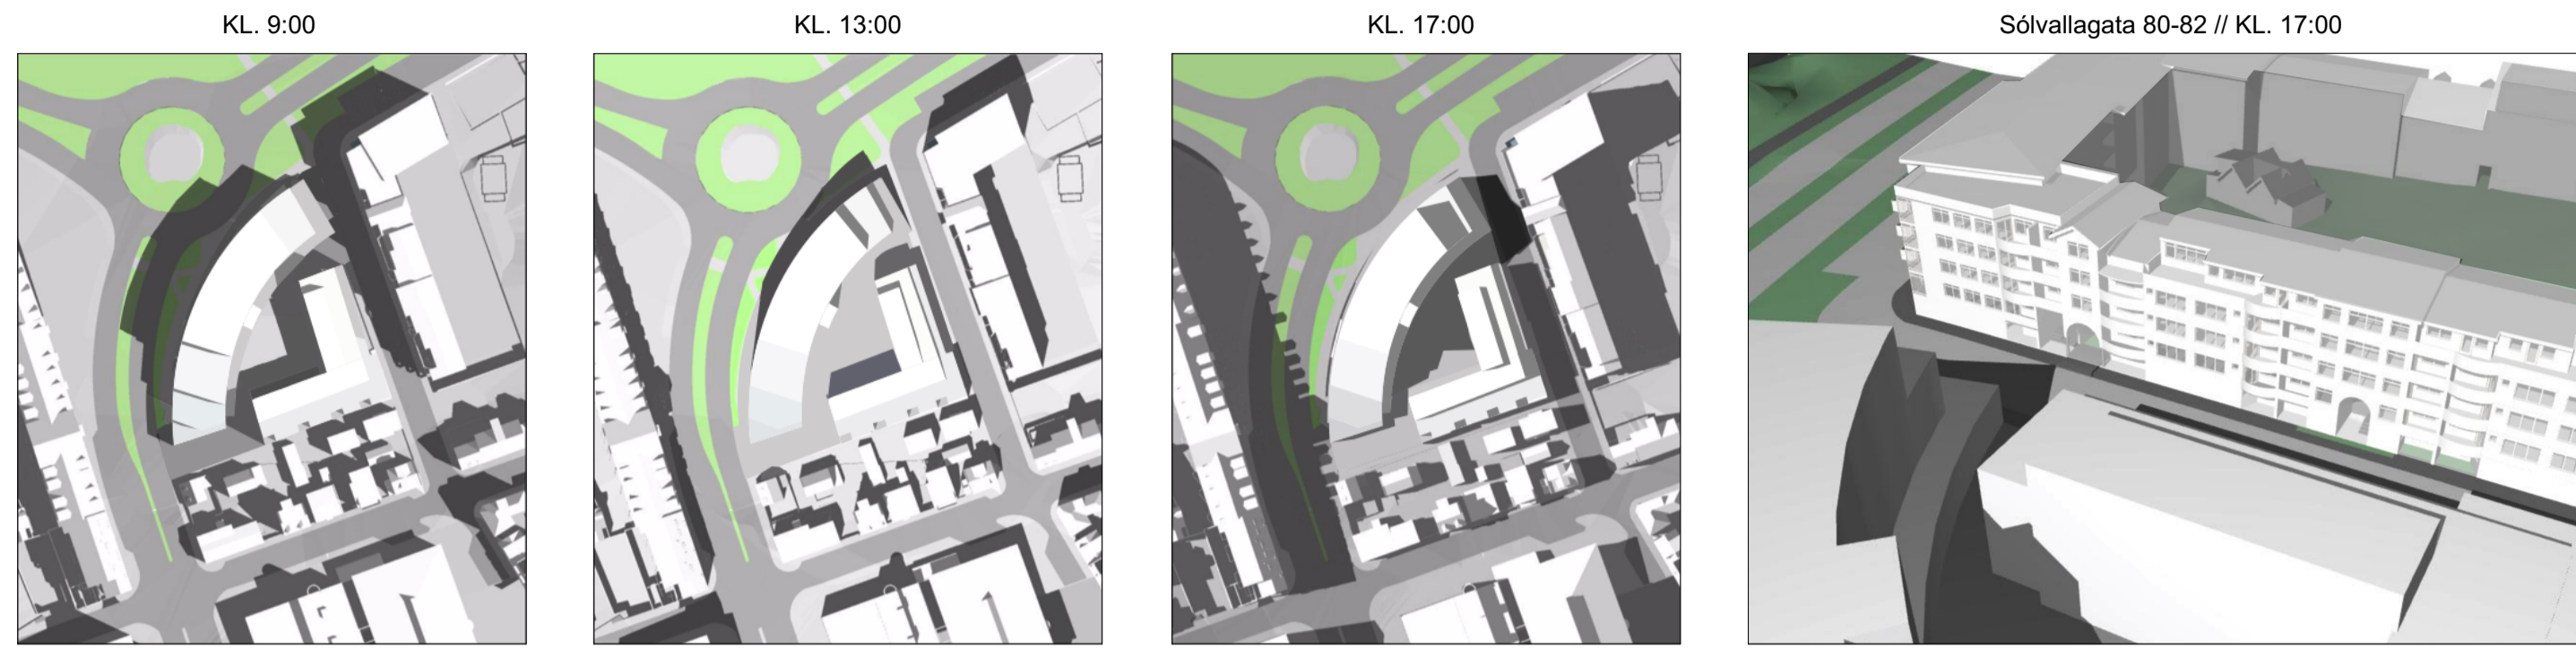 KL. 9:00
KL. 13:00
KL. 17:00
Sólvallagata 80-82 // KL. 17:00